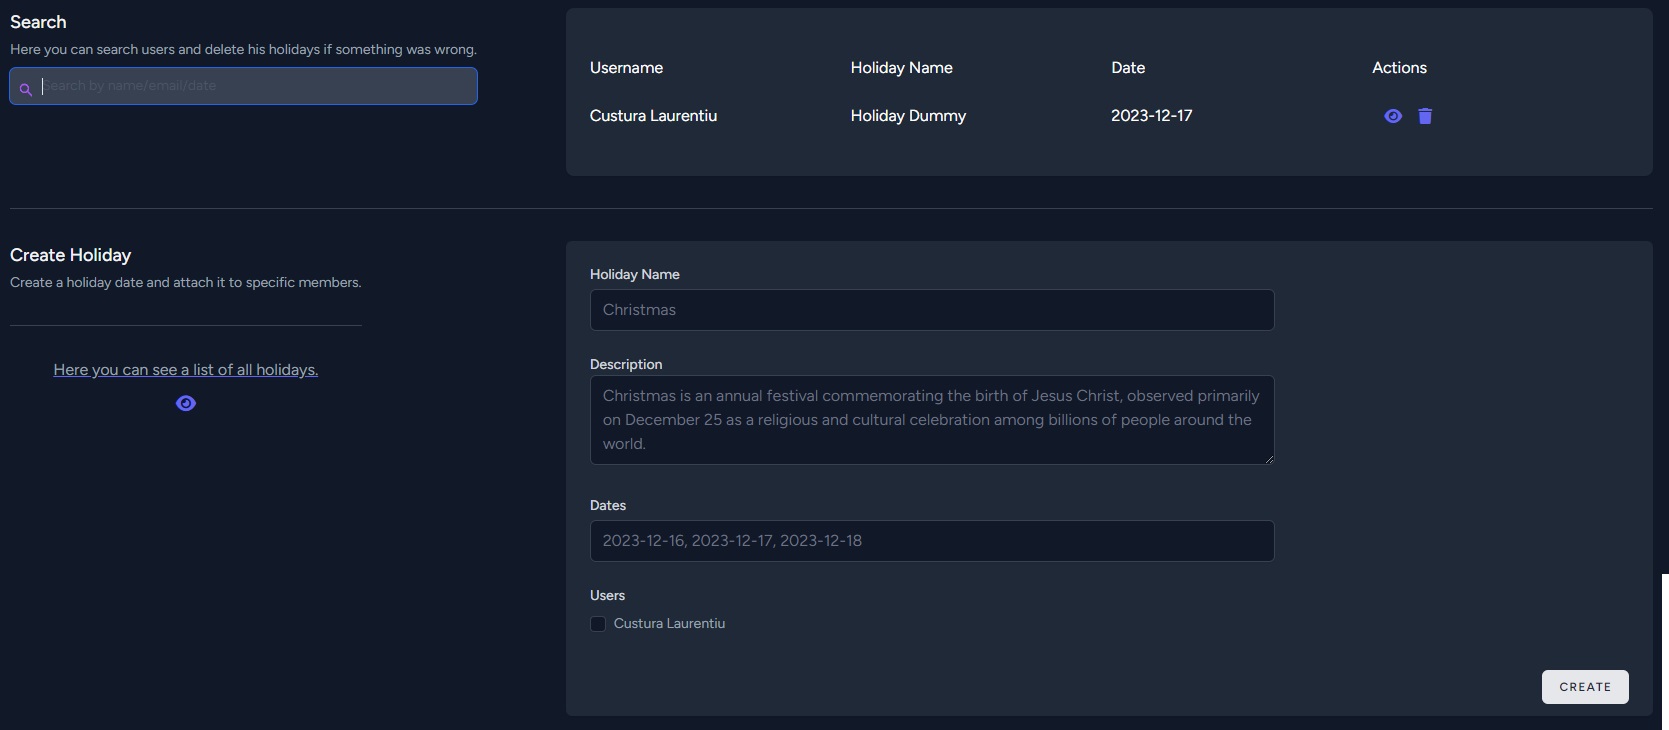 Search
Here you can search users and delete his holidays if something was wrong.
Search by name/email/date
Username Holiday Name Date Actions
Custura Laurentiu Holiday Dummy 2023-12-17
Create Holiday
Create a holiday date and attach it to specific members.
Here you can see a list of all holidays.
Holiday Name
Christmas
Description
Christmas is an annual festival commemorating the birth of Jesus Christ, observed primarily
on December 25 as a religious and cultural celebration among billions of people around the
world.
Dates
2023-12-16, 2023-12-17, 2023-12-18
Users
Custura Laurentiu
CREATE